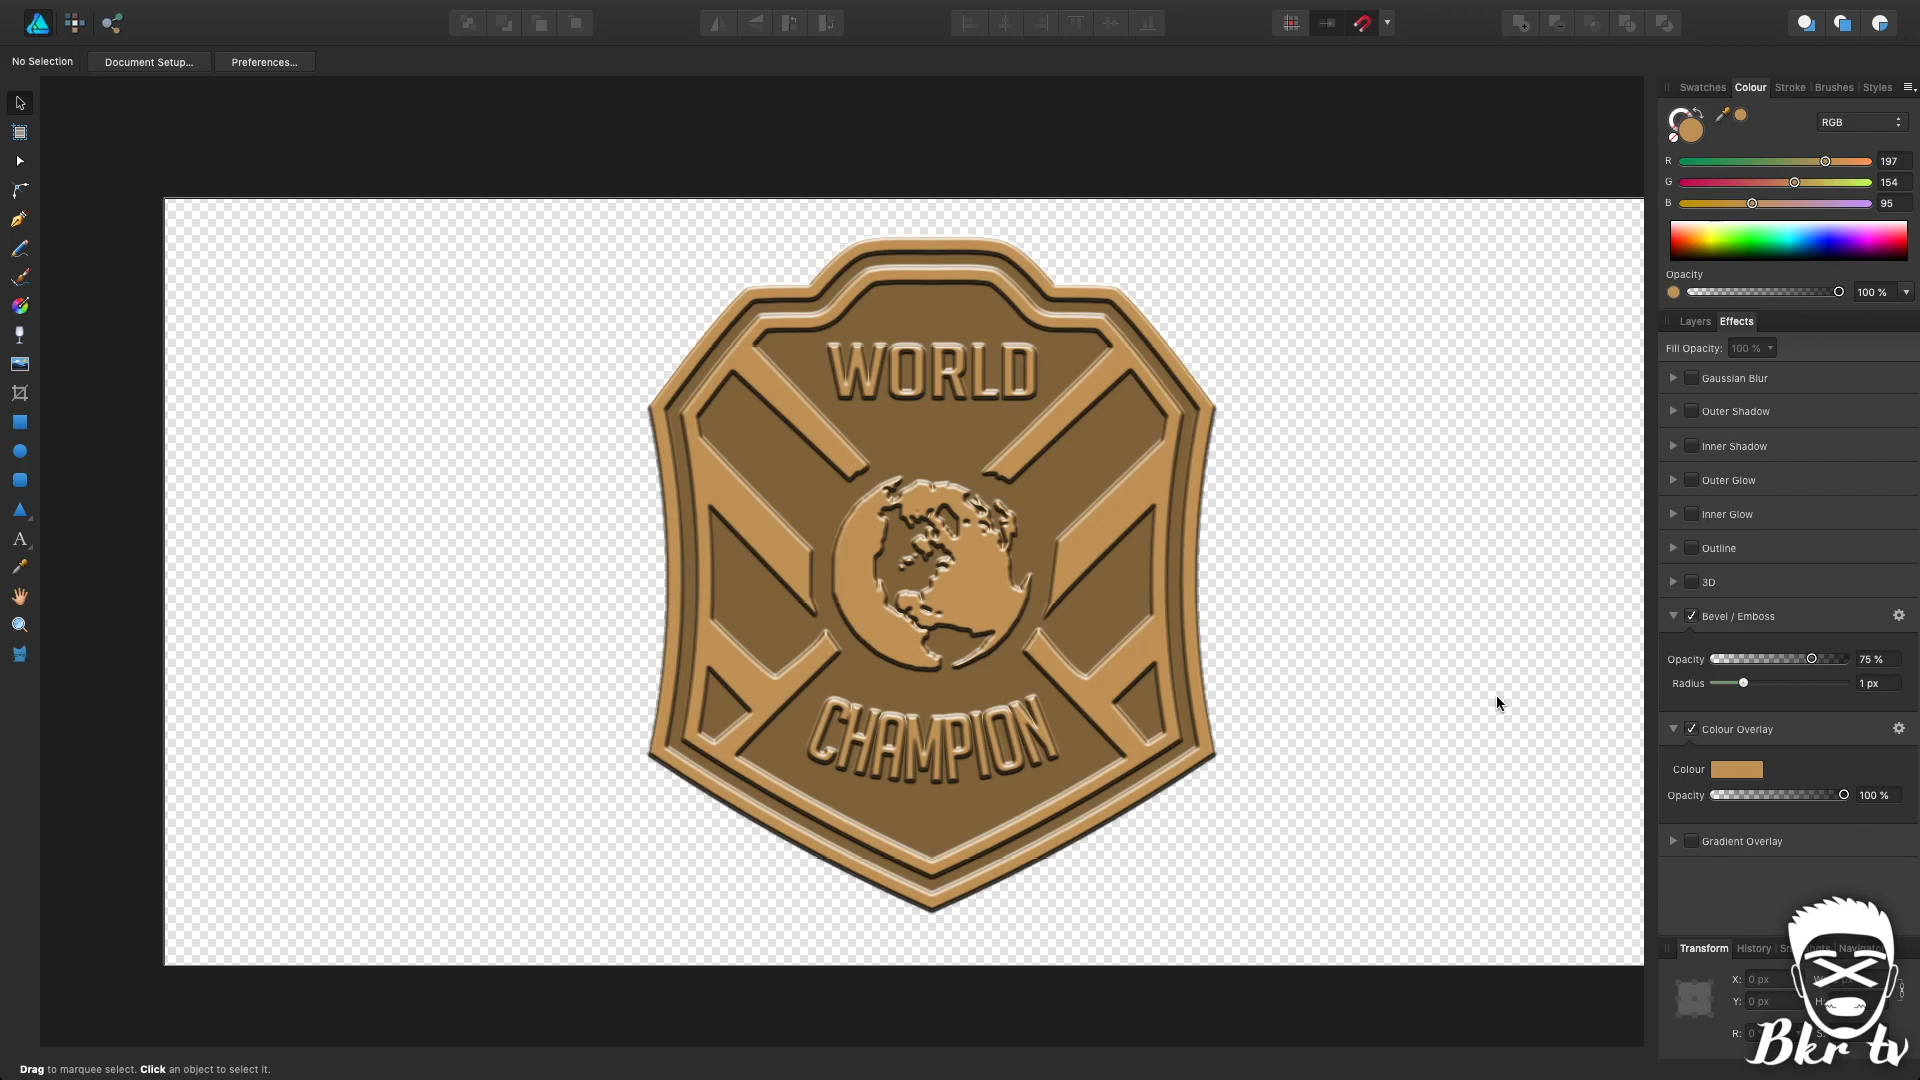 No Selection
Document Setup...
Preferences...
Swatches Colour Stroke Brushes Styles
RGB
R 197
G 154
B 95
Opacity
100 %
Layers Effects
Fill Opacity: 100 %
Gaussian Blur
Outer Shadow
Inner Shadow
Outer Glow
Inner Glow
Outline
3D
Bevel / Emboss
Opacity 75 %
Radius 1 px
Colour Overlay
Colour
Opacity 100 %
Gradient Overlay
WORLD
CHAMPION
Transform History
X: 0 px
Y: 0 px
R:
Bkr tv
Drag to marquee select. Click an object to select it.